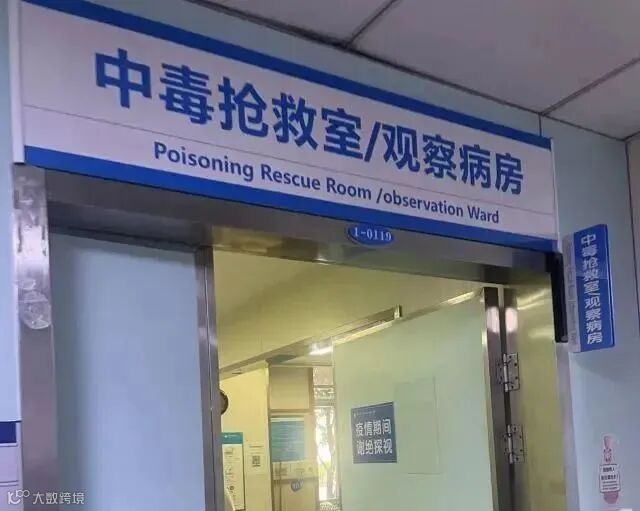 中毒抢救室/观察病房
Poisoning Rescue Room /observation Ward
1-0119
中毒抢救室/观察病房
疫情期间
谢绝探视
大数跨境